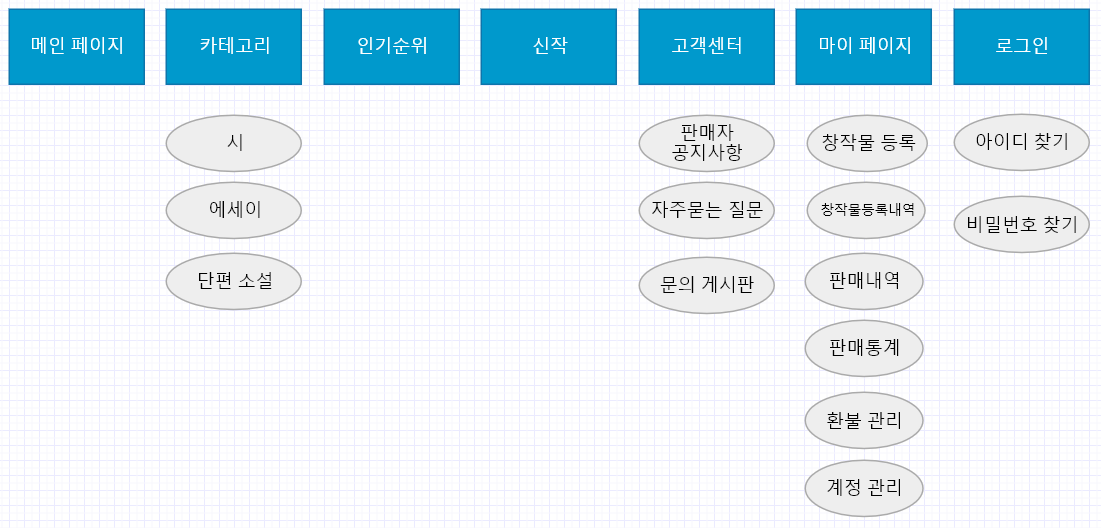 메인 페이지
카테고리
인기순위
신작
고객센터
마이 페이지
로그인
시
에세이
단편 소설
판매자
공지사항
자주묻는 질문
문의 게시판
창작물 등록
창작물등록내역
판매내역
판매통계
환불 관리
계정 관리
아이디 찾기
비밀번호 찾기